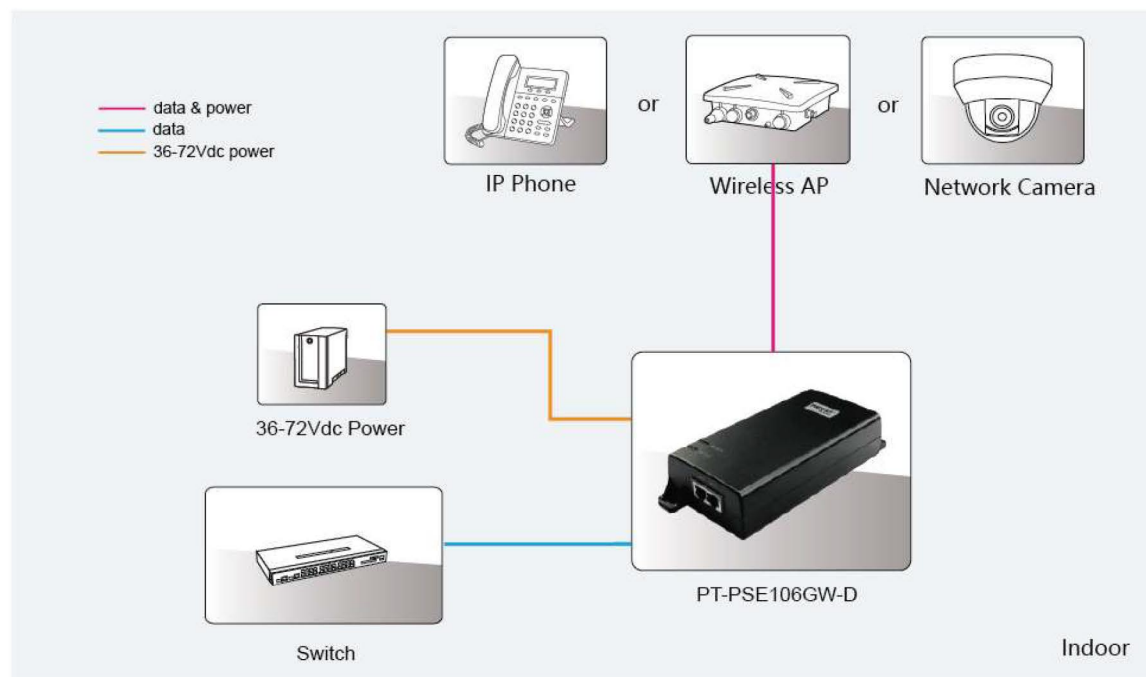 data & power
data
36-72Vdc power
or
or
IP Phone
Wireless AP
Network Camera
36-72Vdc Power
PT-PSE106GW-D
Switch
Indoor